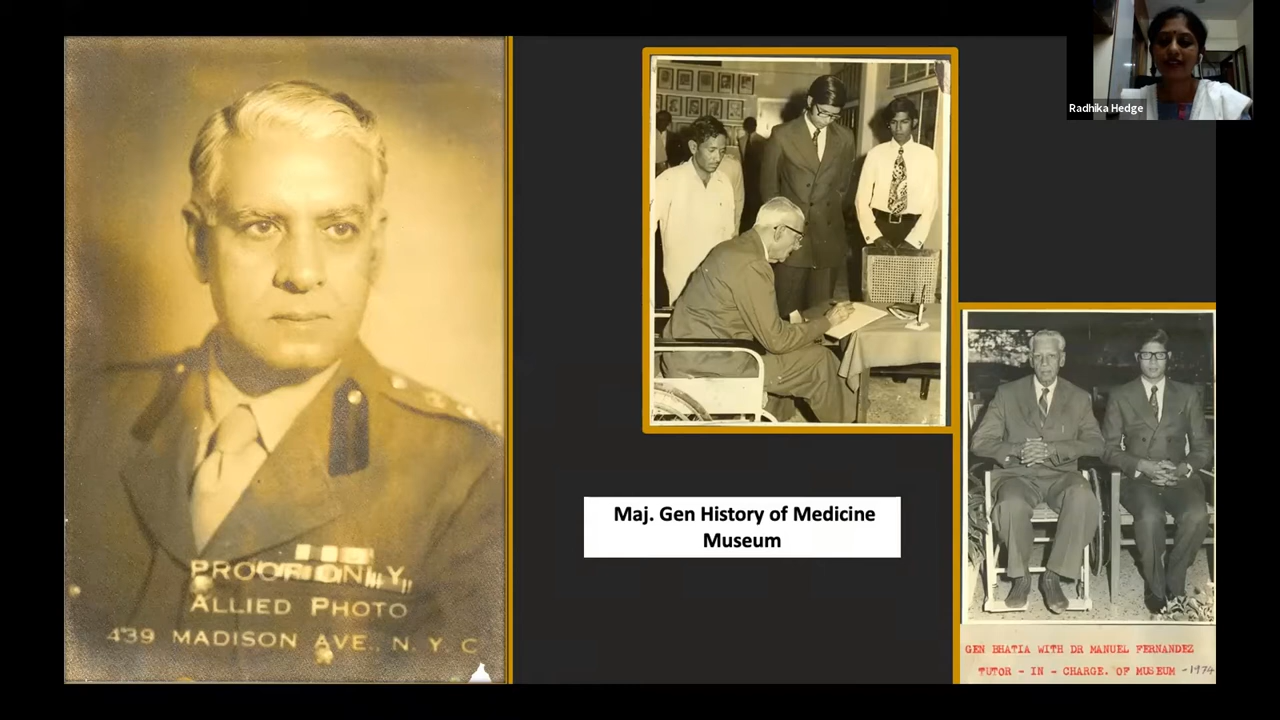 Radhika Hedge
PROOF ONLY
ALLIED PHOTO
439 MADISON AVE., N. Y. C
Maj. Gen History of Medicine
Museum
GEN BHATIA WITH DR MANUEL FERNANDEZ
TUTOR - IN - CHARGE. OF MUSEUM -1974